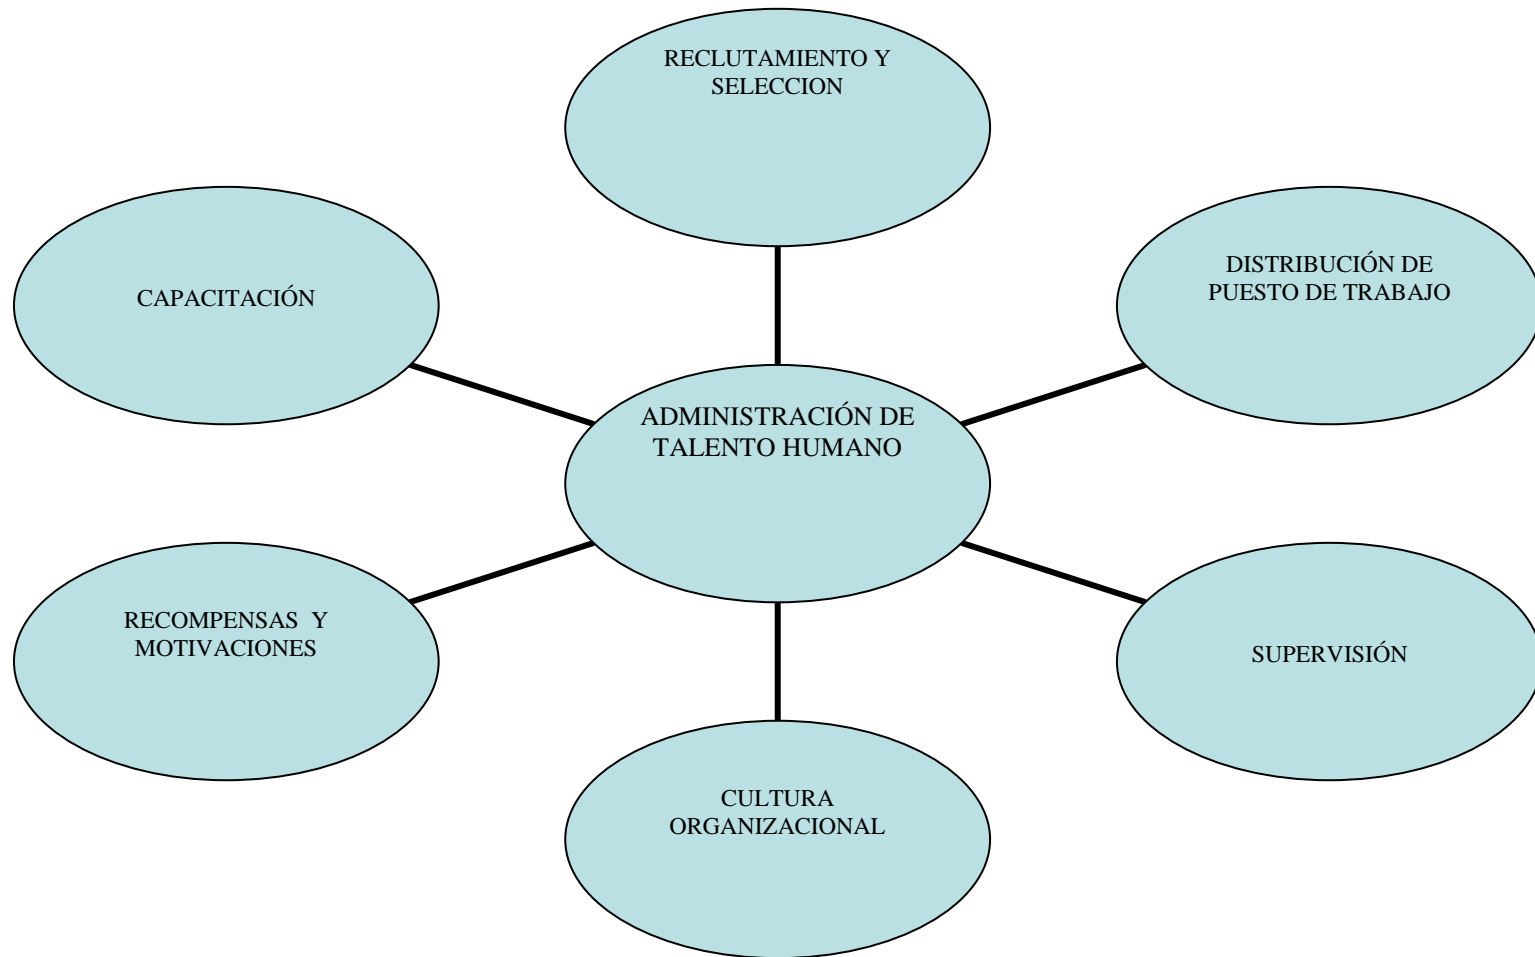 RECLUTAMIENTO Y
SELECCION
DISTRIBUCIÓN DE
PUESTO DE TRABAJO
CAPACITACIÓN
ADMINISTRACIÓN DE
TALENTO HUMANO
RECOMPENSAS  Y
MOTIVACIONES
SUPERVISIÓN
CULTURA
ORGANIZACIONAL